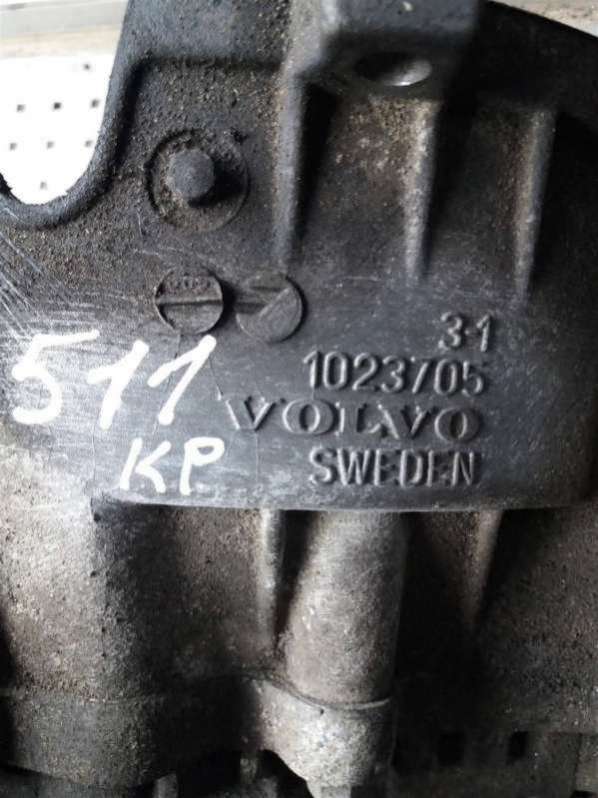 3-1
1023705
VOLVO
SWEDEN
511
KP